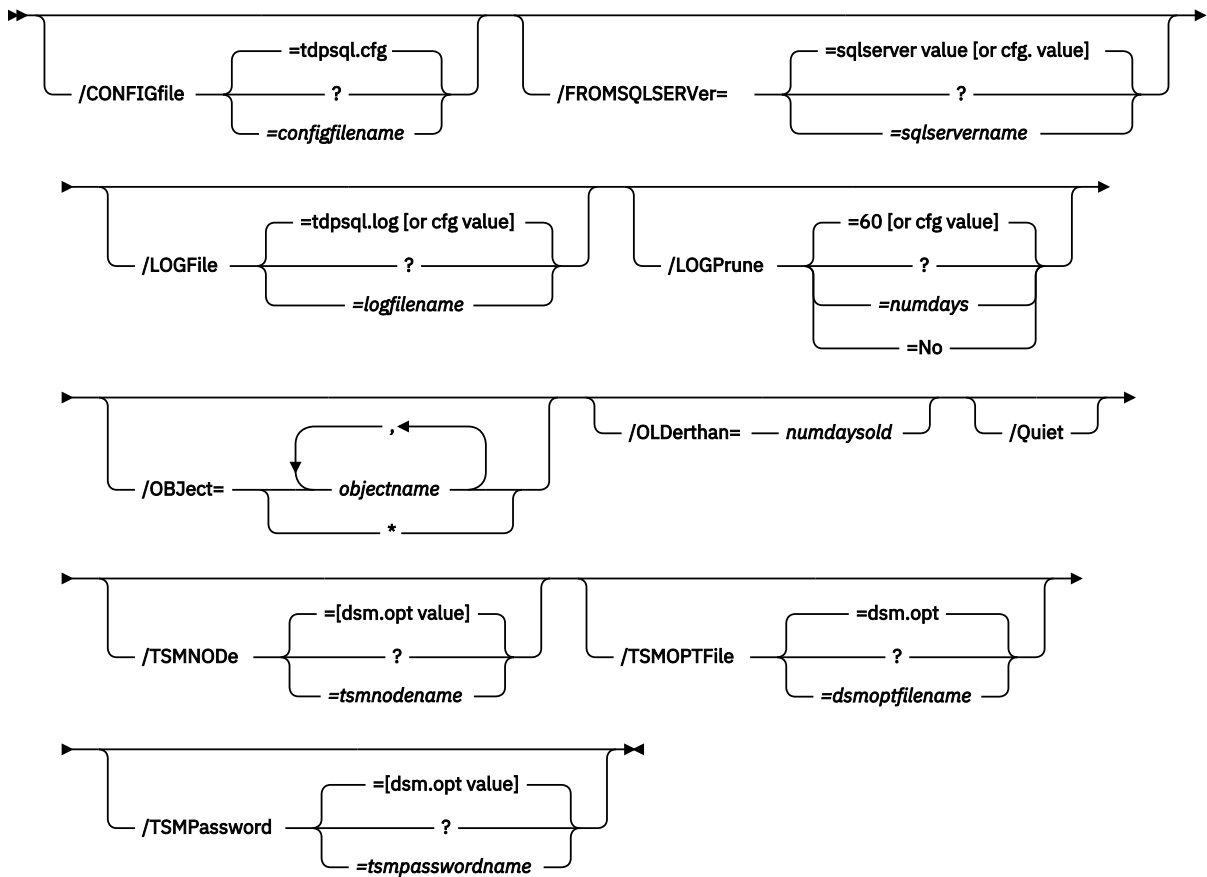 =tdpsql.cfg
/CONFIGfile
?
=configfilename
=sqlserver value [or cfg. value]
/FROMSQLSERVer=
?
=sqlservername
=tdpsql.log [or cfg value]
/LOGFile
?
=logfilename
=60 [or cfg value]
/LOGPrune
?
=numdays
=No
,
/OBJect=
objectname
*
/OLDerthan=
numdaysold
/Quiet
=[dsm.opt value]
/TSMNODe
?
=tsmnodename
=dsm.opt
/TSMOPTFile
?
=dsmoptfilename
=[dsm.opt value]
/TSMPassword
?
=tsmpasswordname